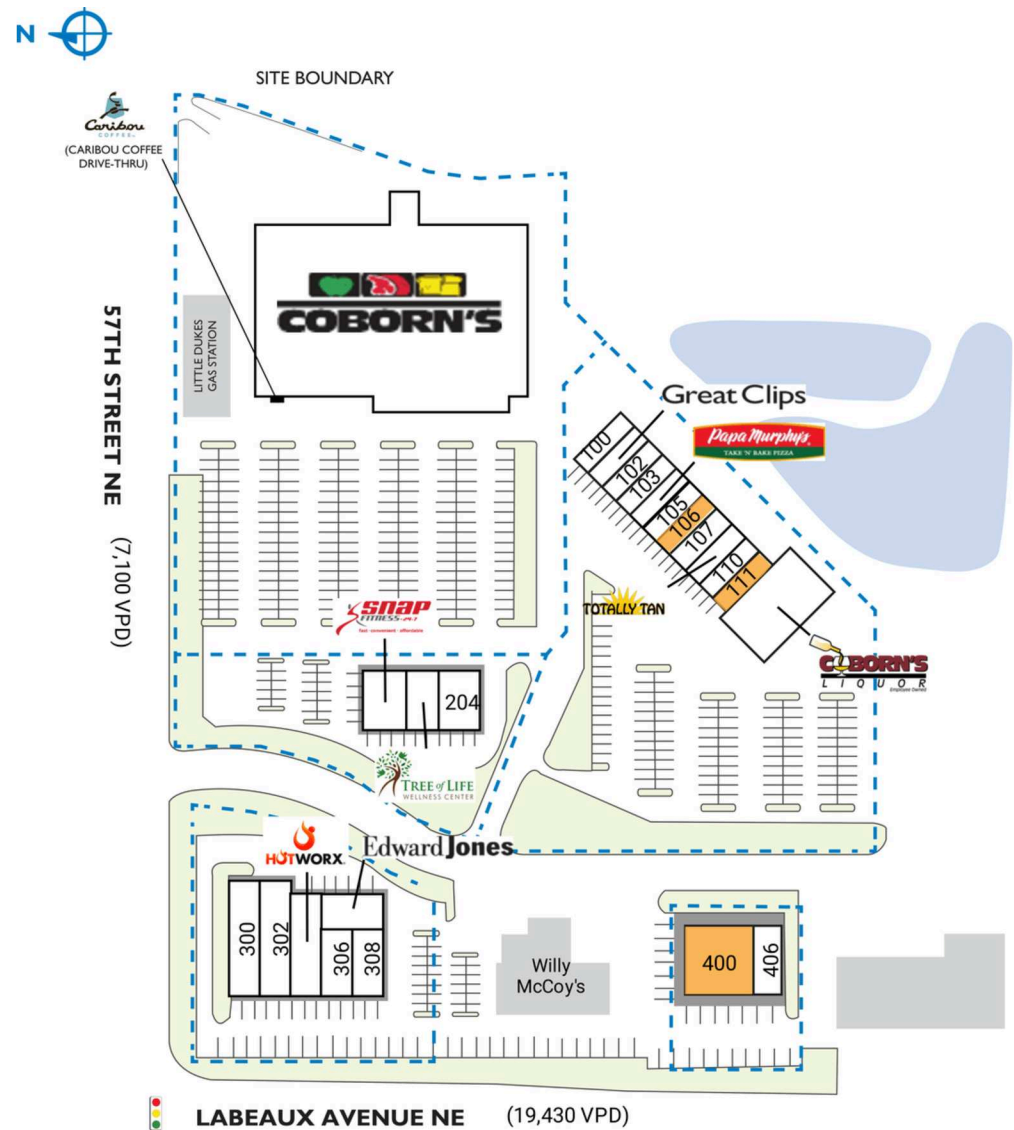 N
SITE BOUNDARY
Caribou
COFFEE
(CARIBOU COFFEE
DRIVE-THRU)
COBORN'S
LITTLE DUKES
GAS STATION
57TH STREET NE
(7,100 VPD)
Great Clips
Papa Murphy's
TAKE 'N' BAKE PIZZA
100
102
103
105
106
107
110
111
TOTALLY TAN
COBORN'S
LIQUOR
Employee Owned
SNAP
FITNESS 24-7
fast · convenient · affordable
204
TREE of LIFE
WELLNESS CENTER
HOTWORX
Edward Jones
300
302
306
308
Willy
McCoy's
400
406
LABEAUX AVENUE NE
(19,430 VPD)